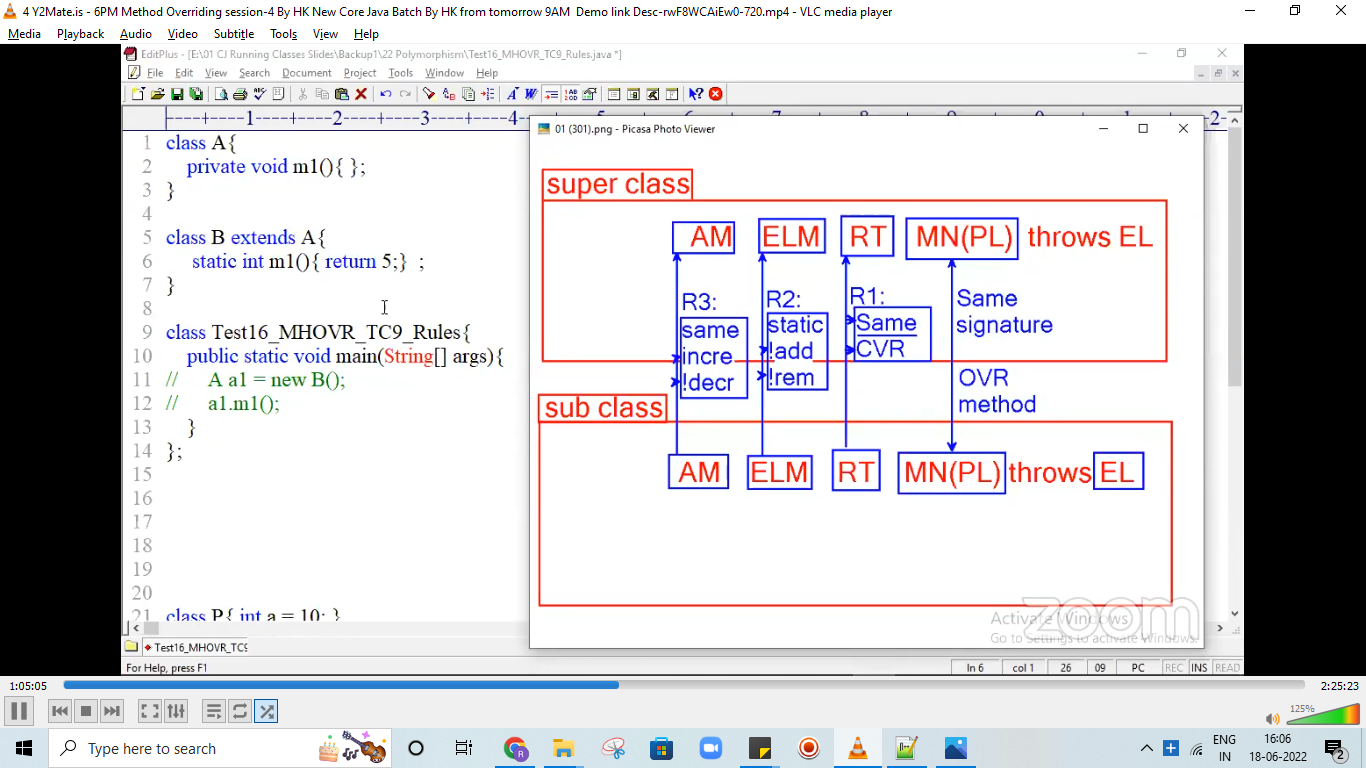 4 Y2Mate.is - 6PM Method Overriding session-4 By HK New Core Java Batch By HK from tomorrow 9AM  Demo link Desc-rwF8WCAiEw0-720.mp4 - VLC media player
Media Playback Audio Video Subtitle Tools View Help
EditPlus - [E:\01 CJ Running Classes Slides\Backup1\22 Polymorphism\Test16_MHOVR_TC9_Rules.java *]
File Edit View Search Document Project Tools Window Help
----+----1----+----2----+----3----+----4-
1 class A{
2 private void m1(){ };
3 }
4
5 class B extends A{
6 static int m1(){ return 5;}  ;
7 }
8
9 class Test16_MHOVR_TC9_Rules{
10 public static void main(String[] args){
11 // A a1 = new B();
12 // a1.m1();
13 }
14 };
15
16
17
18
19
20
21 class P{ int a = 10; }
Test16_MHOVR_TC9
01 (301).png - Picasa Photo Viewer
super class
AM ELM RT MN(PL) throws EL
R3: R2: R1: Same
same static Same signature
incre !add CVR
!decr !rem OVR
method
sub class
AM ELM RT MN(PL) throws EL
zoom
Activate Windows
Go to Settings to activate Windows.
For Help, press F1
ln 6 col 1 26 09 PC REC INS READ
1:05:05 2:25:23
125%
Type here to search
ENG
IN
16:06
18-06-2022
2